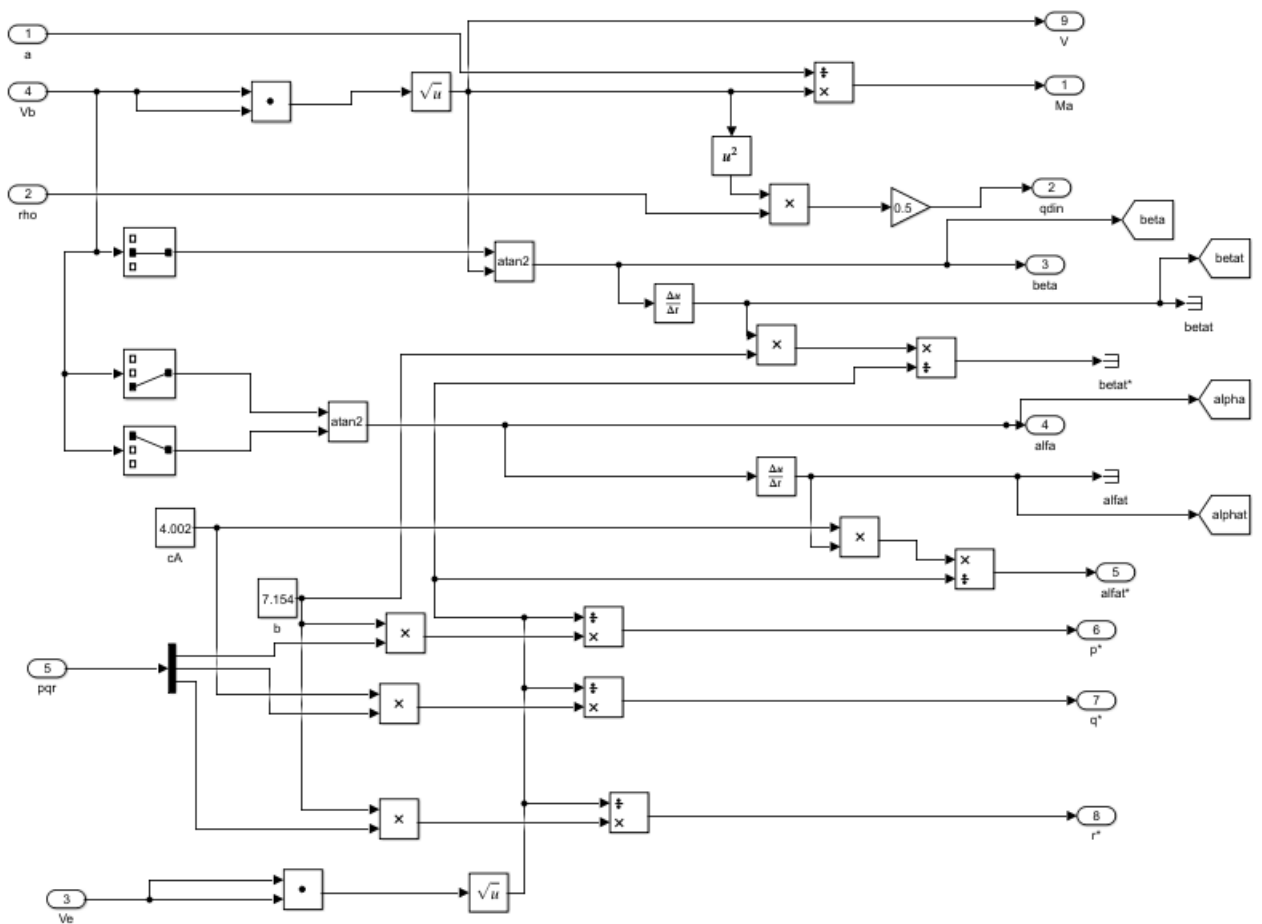 1
a
9
V
4
Vb
•
√u
÷
×
1
Ma
u²
2
rho
×
0.5
2
qdin
beta
atan2
3
beta
betat
Δu
Δt
betat
×
×
÷
betat*
alpha
atan2
4
alfa
Δu
Δt
alfat
alphat
4.002
cA
×
×
÷
5
alfat*
7.154
b
×
÷
×
6
p*
5
pqr
×
÷
×
7
q*
×
÷
×
8
r*
3
Ve
•
√u